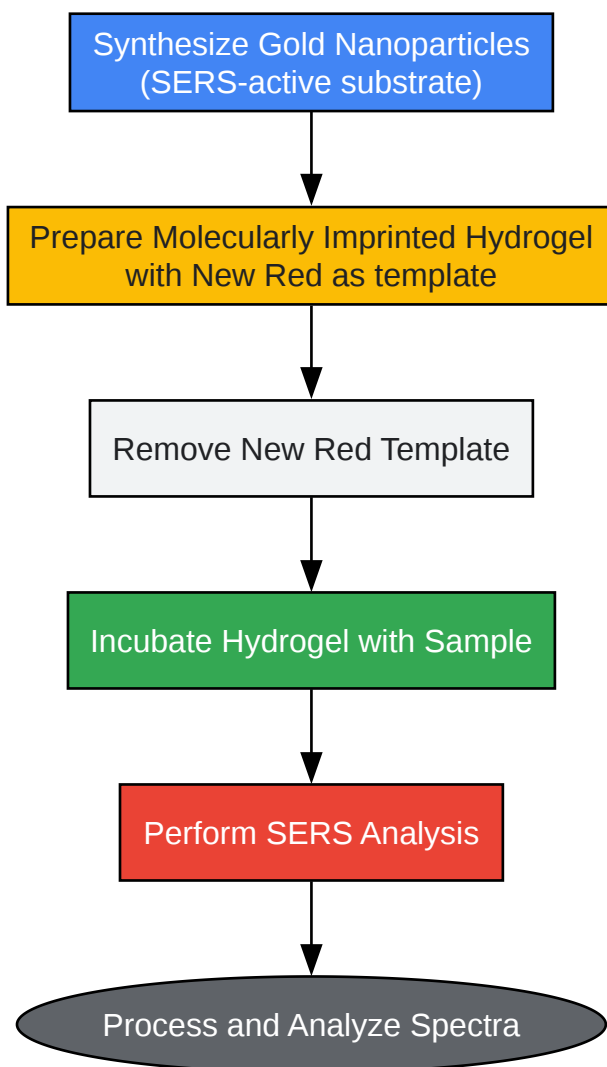 Synthesize Gold Nanoparticles
(SERS-active substrate)
Prepare Molecularly Imprinted Hydrogel
with New Red as template
Remove New Red Template
Incubate Hydrogel with Sample
Perform SERS Analysis
Process and Analyze Spectra